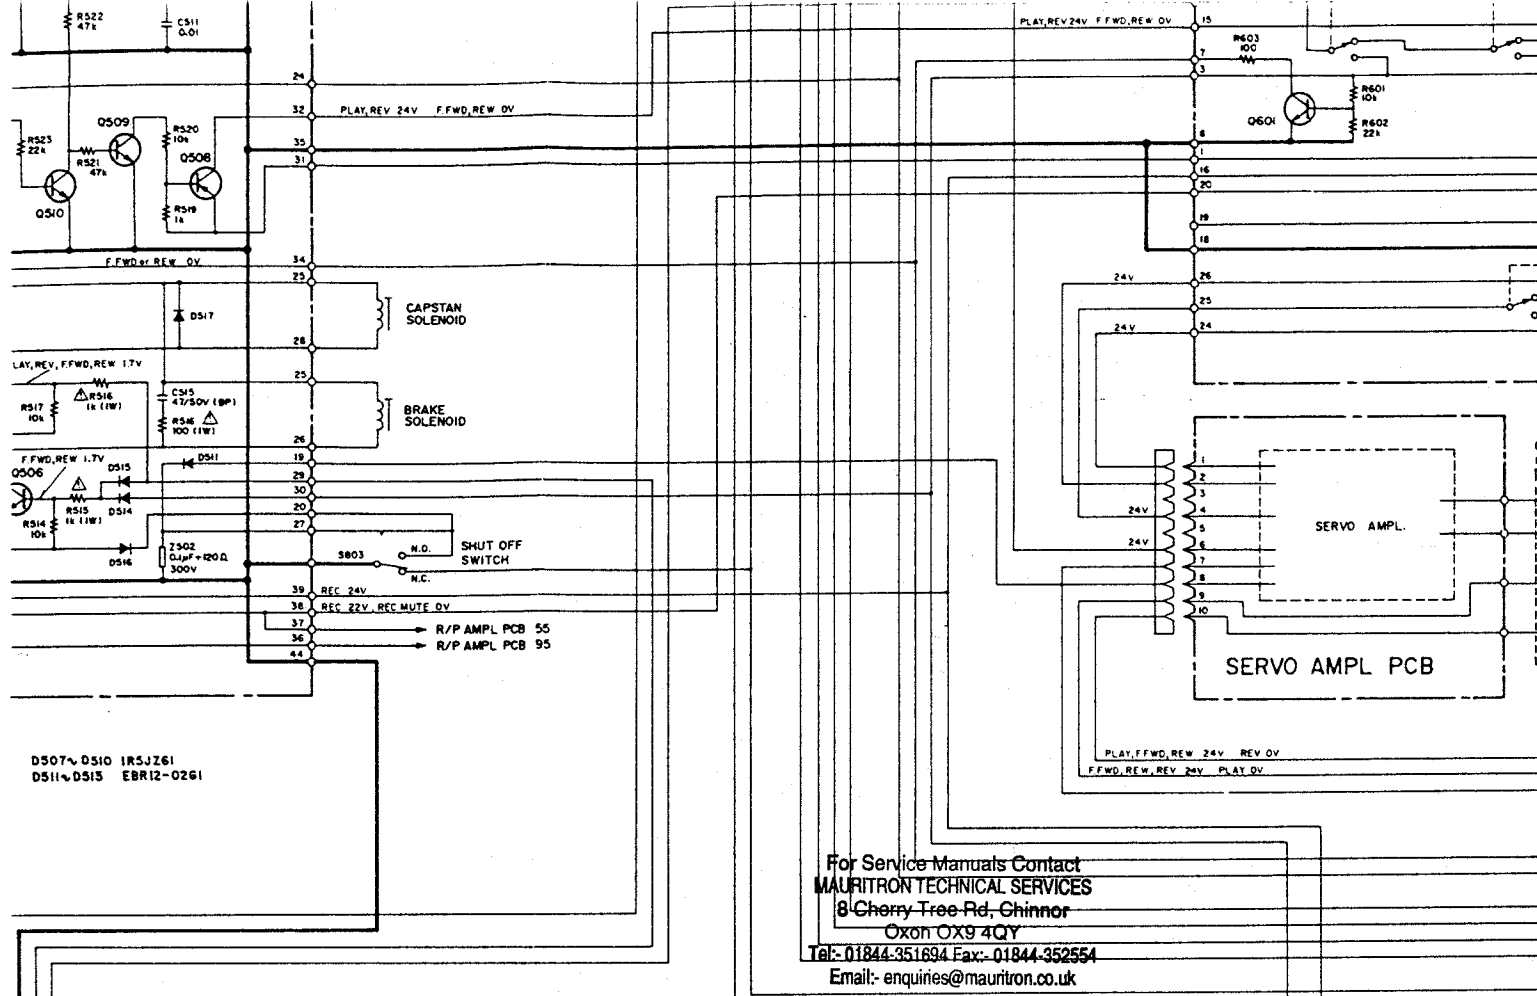 R522
47k
C511
0.01
PLAY, REV 24V F.FWD, REW 0V
15
R603
100
7
3
24
32
PLAY, REV 24V F.FWD, REW 0V
R601
10k
Q601
R602
22k
Q509
R520
10k
R523
22k
R521
47k
Q508
35
31
1
16
20
Q510
R519
1k
19
18
F.FWD or REW 0V
34
25
24V
26
25
D517
CAPSTAN
SOLENOID
24V
24
28
LAY, REV, F.FWD, REW 1.7V
25
R516
1k (1W)
C515
47/50V (BP)
R517
10k
BRAKE
SOLENOID
100 (1W)
26
F.FWD, REW 1.7V
D511
19
Q506
D515
29
1
2
3
R515
1k (1W)
D514
30
20
24V
4
SERVO AMPL.
R514
10k
27
5
Z502
0.1µF+120Ω
300V
D516
S803
N.O.
N.C.
SHUT OFF
SWITCH
24V
6
7
8
39
REC 24V
9
38
REC 22V, REC MUTE 0V
10
37
R/P AMPL PCB 55
36
R/P AMPL PCB 95
44
SERVO AMPL PCB
D507~D510 1R5JZ61
D511~D515 EBR12-0261
PLAY, F.FWD, REW 24V REV 0V
F.FWD, REW, REV 24V PLAY 0V
For Service Manuals Contact
MAURITRON TECHNICAL SERVICES
8 Cherry Tree Rd, Chinnor
Oxon OX9 4QY
Tel:- 01844-351694 Fax:- 01844-352554
Email:- enquiries@mauritron.co.uk